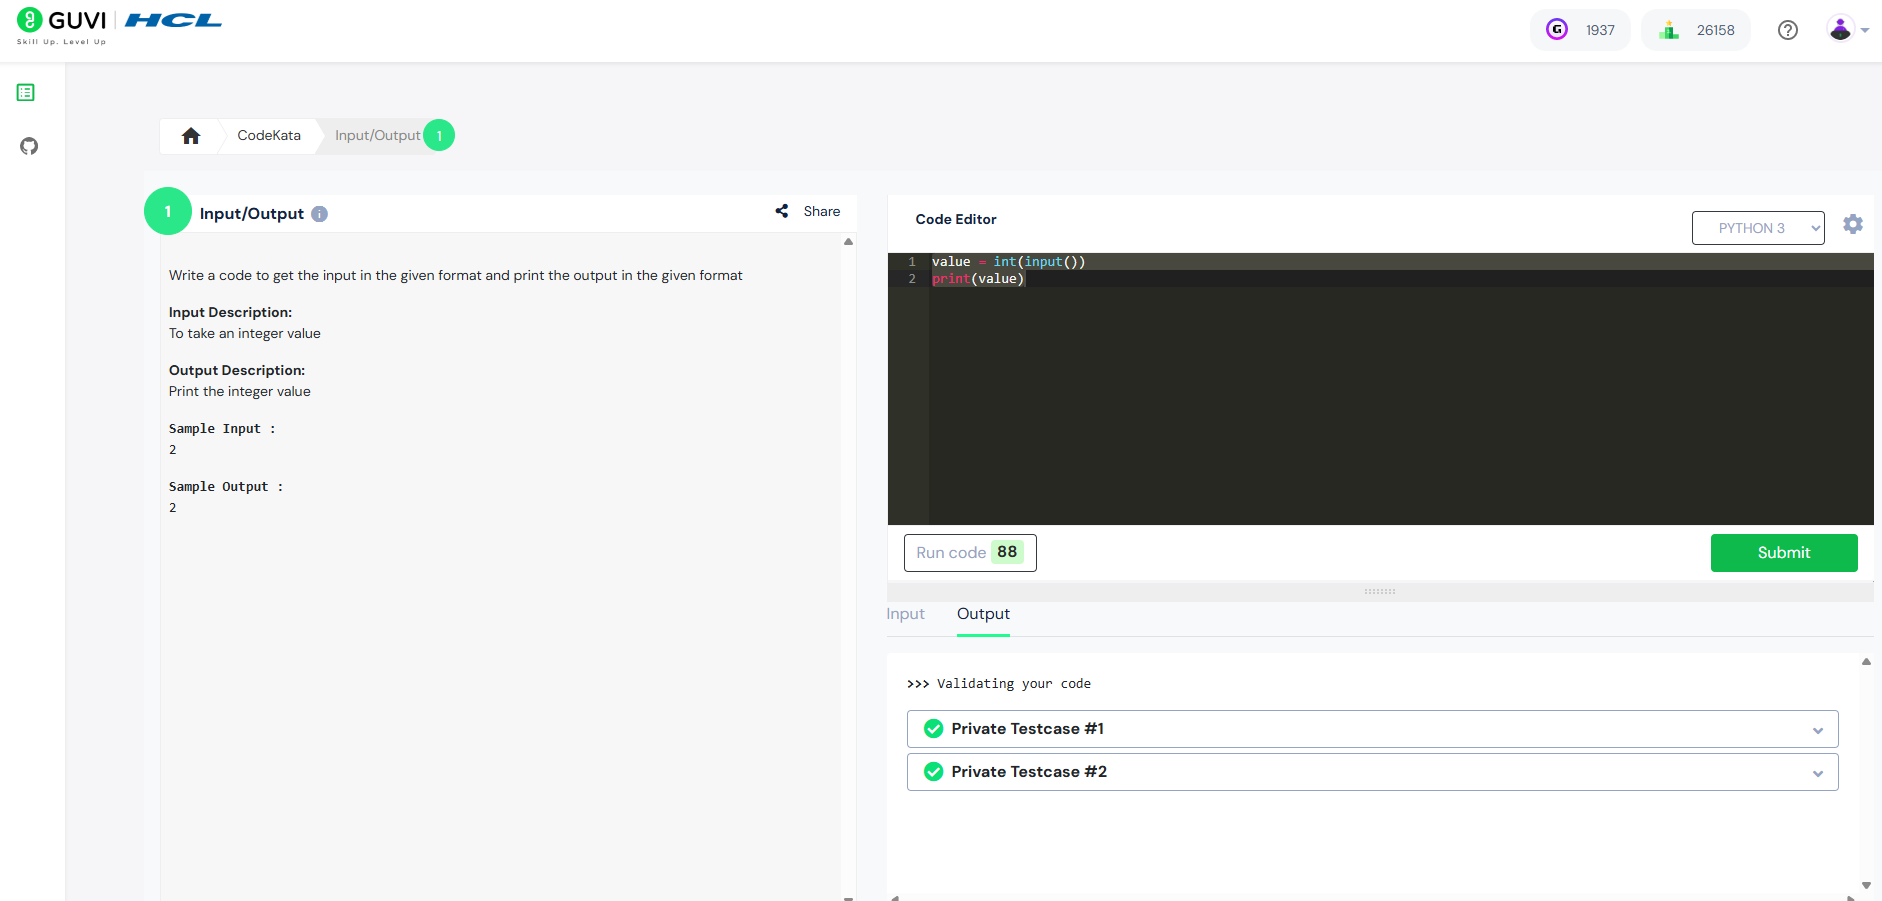 GUVI HCL
Skill Up. Level Up
G 1937
26158
CodeKata
Input/Output 1
1 Input/Output
Share
Write a code to get the input in the given format and print the output in the given format
Input Description:
To take an integer value
Output Description:
Print the integer value
Sample Input :
2
Sample Output :
2
Code Editor
PYTHON 3
1 value = int(input())
2 print(value)
Run code 88
Submit
Input Output
>>> Validating your code
Private Testcase #1
Private Testcase #2